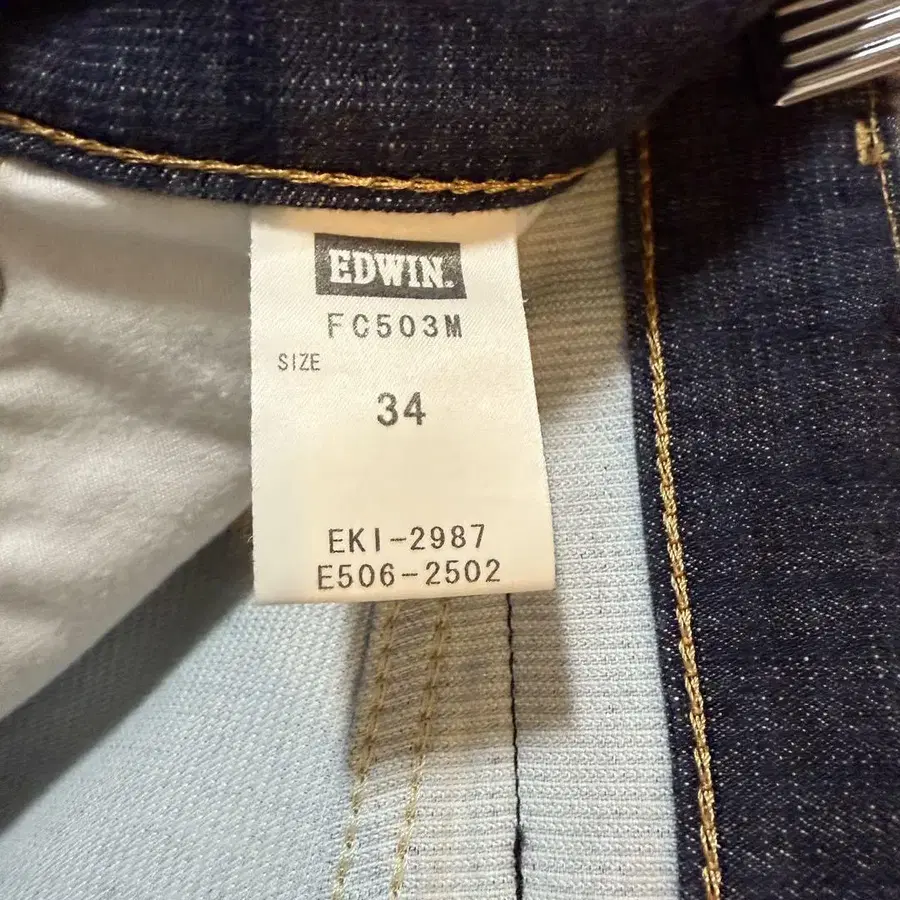 EDWIN.
FC503M
SIZE
34
EKI-2987
E506-2502